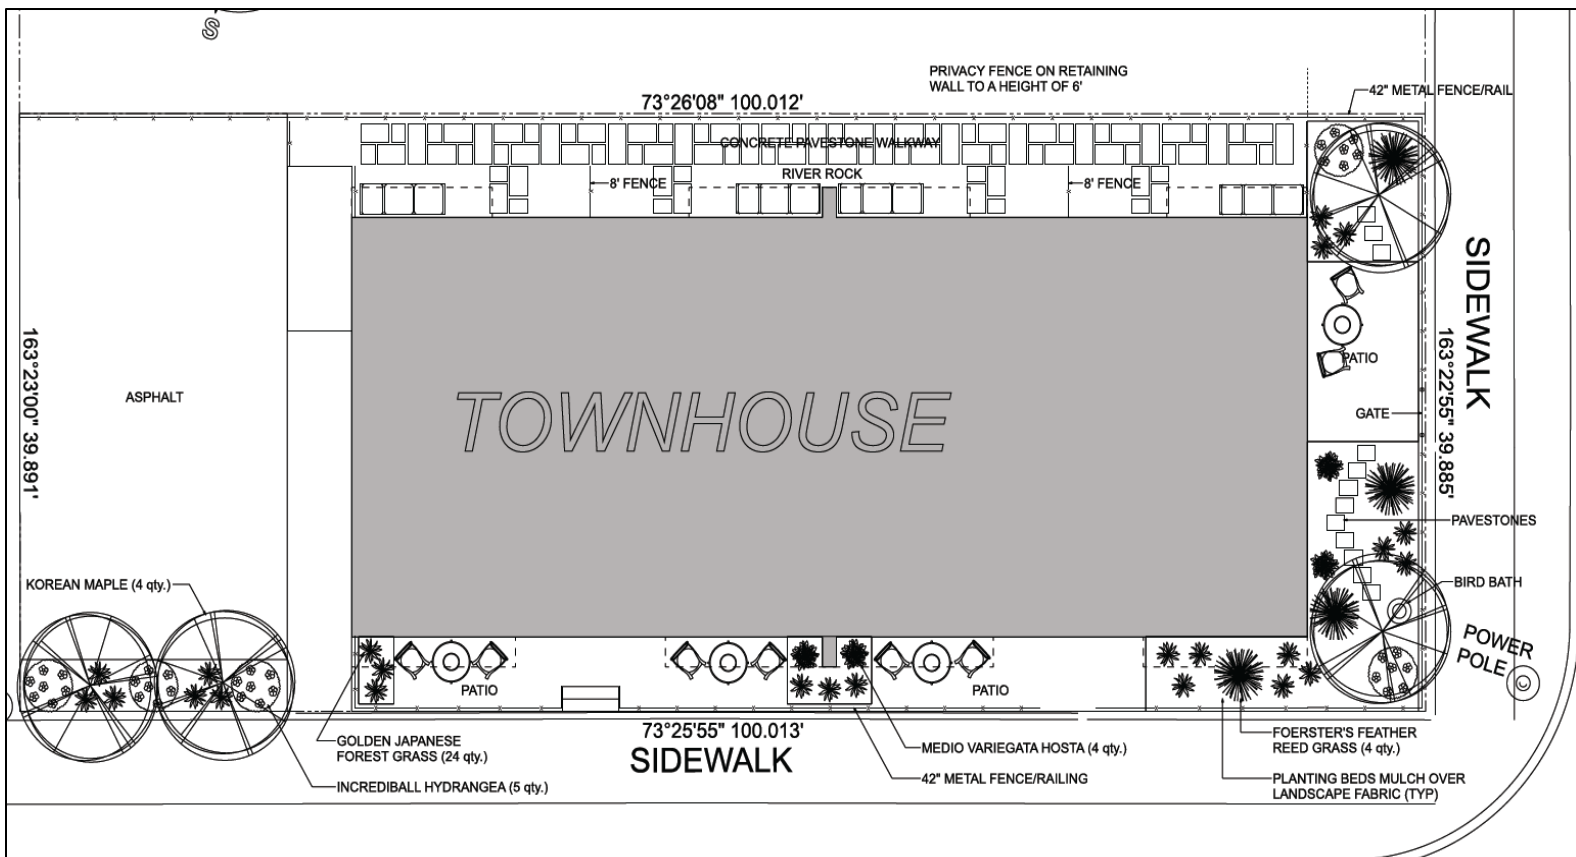 S
PRIVACY FENCE ON RETAINING
WALL TO A HEIGHT OF 6'
42" METAL FENCE/RAIL
73°26'08" 100.012'
CONCRETE PAVESTONE WALKWAY
RIVER ROCK
8' FENCE
8' FENCE
SIDEWALK
163°23'00" 39.891'
163°22'55" 39.885'
PATIO
ASPHALT
TOWNHOUSE
GATE
PAVESTONES
KOREAN MAPLE (4 qty.)
BIRD BATH
POWER
POLE
PATIO
PATIO
73°25'55" 100.013'
SIDEWALK
GOLDEN JAPANESE
FOREST GRASS (24 qty.)
INCREDIBALL HYDRANGEA (5 qty.)
MEDIO VARIEGATA HOSTA (4 qty.)
42" METAL FENCE/RAILING
FOERSTER'S FEATHER
REED GRASS (4 qty.)
PLANTING BEDS MULCH OVER
LANDSCAPE FABRIC (TYP)